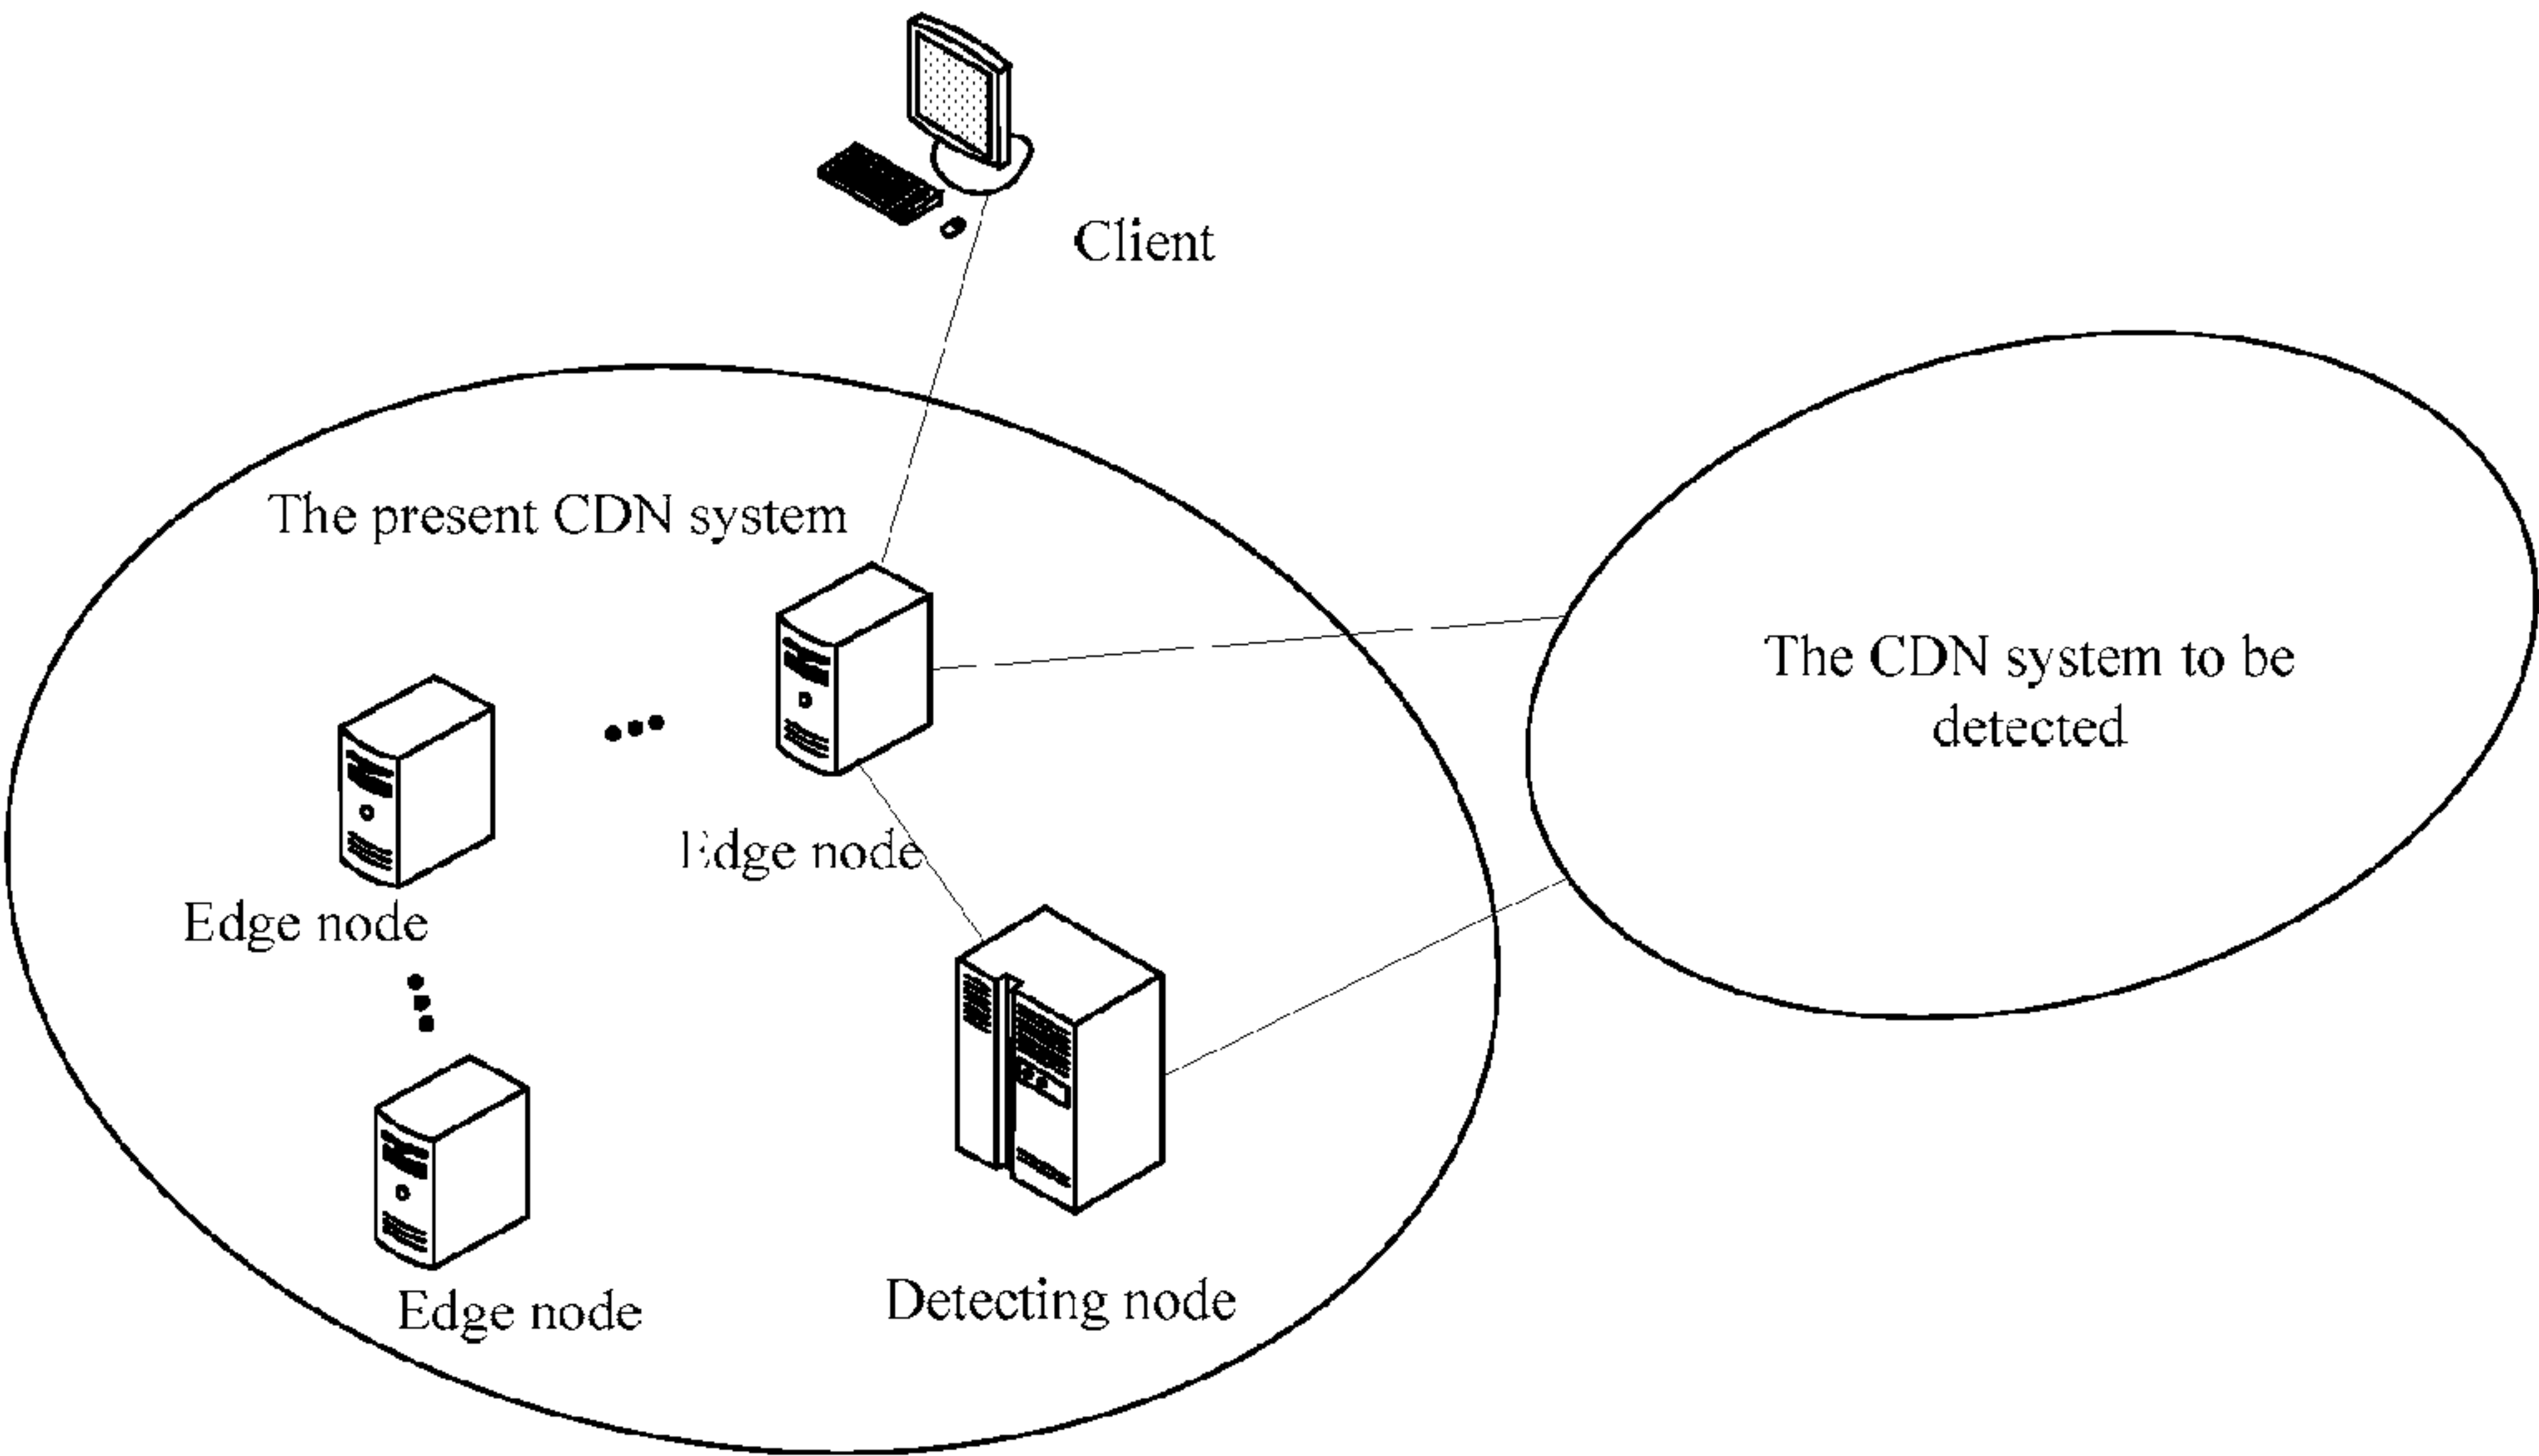 Client
The present CDN system
The CDN system to be
detected
Edge node
Edge node
Edge node
Detecting node